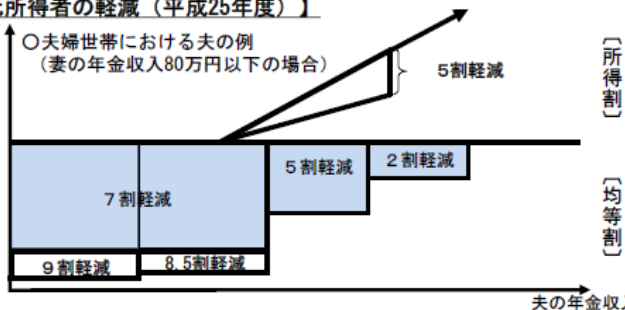 所得者の軽減（平成25年度）】
〇夫婦世帯における夫の例
（妻の年金収入80万円以下の場合）
5割軽減
〔所得割〕
7割軽減
5割軽減
2割軽減
〔均等割〕
9割軽減
8.5割軽減
夫の年金収